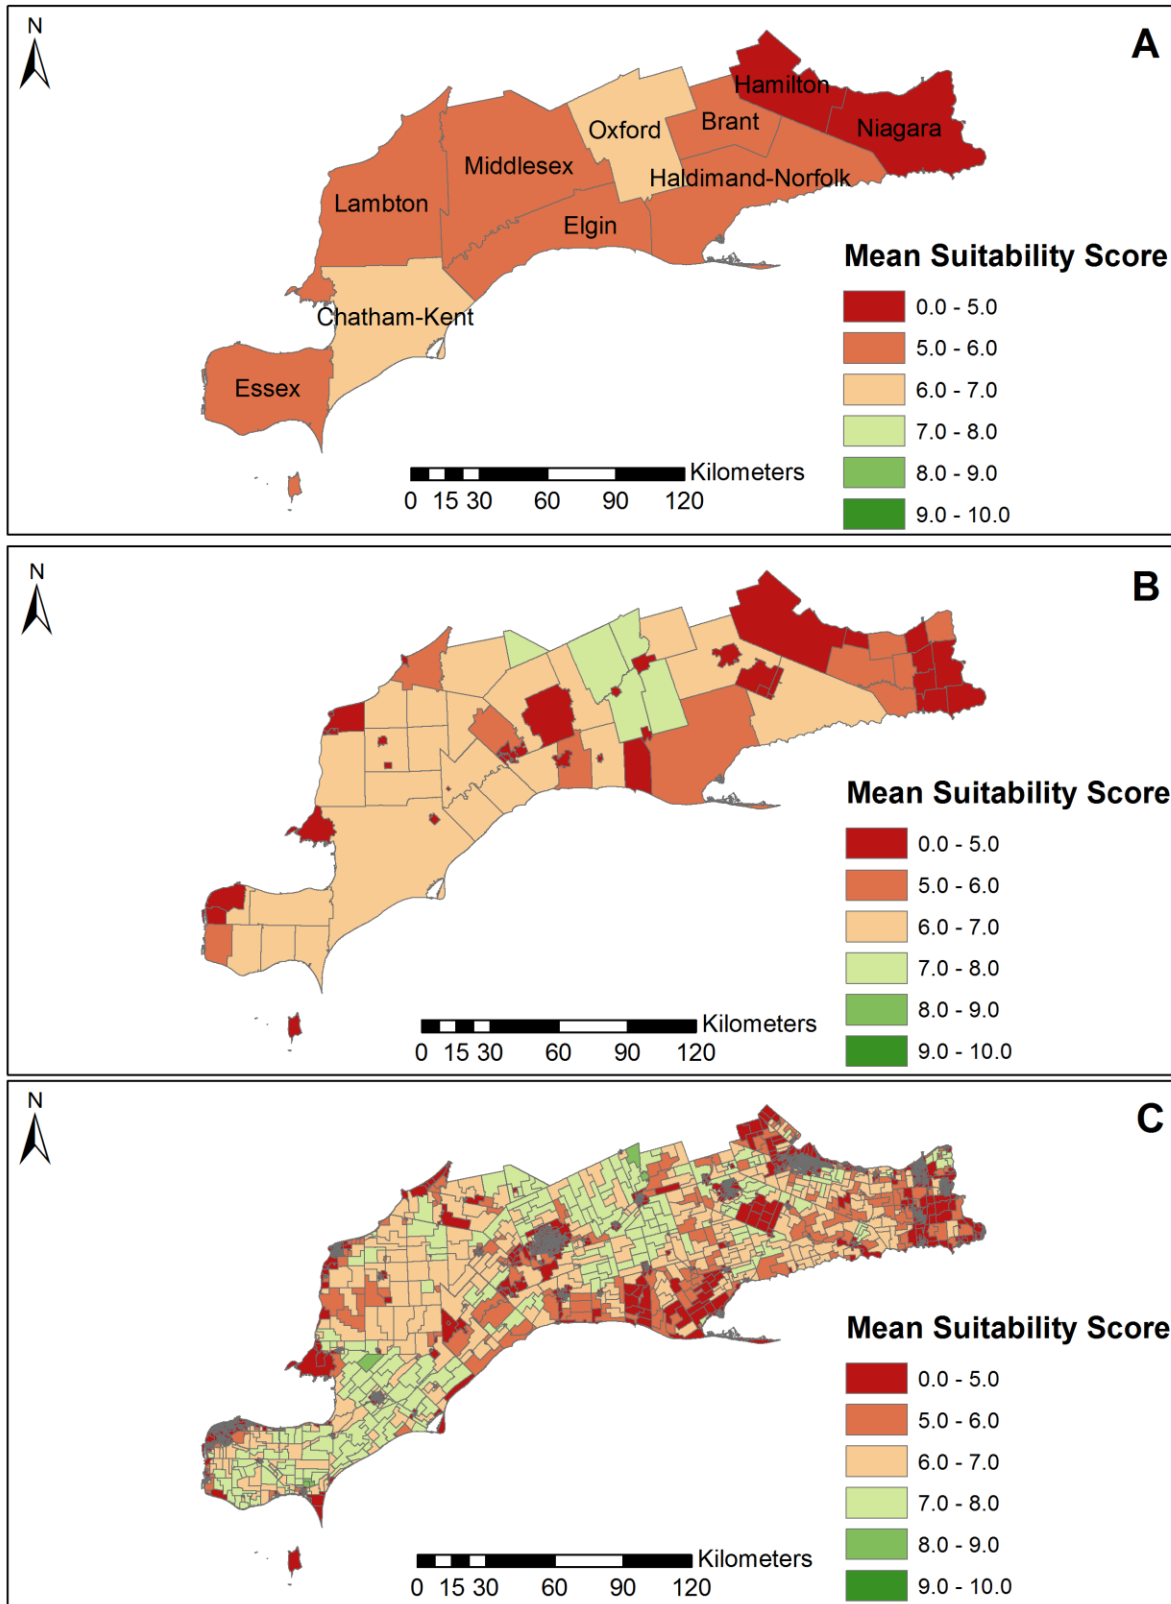 N
A
Hamilton
Oxford
Brant
Niagara
Middlesex
Haldimand-Norfolk
Lambton
Elgin
Mean Suitability Score
0.0 - 5.0
Chatham-Kent
5.0 - 6.0
Essex
6.0 - 7.0
7.0 - 8.0
Kilometers
8.0 - 9.0
0 15 30 60 90 120
9.0 - 10.0
N
B
Mean Suitability Score
0.0 - 5.0
5.0 - 6.0
6.0 - 7.0
7.0 - 8.0
Kilometers
8.0 - 9.0
0 15 30 60 90 120
9.0 - 10.0
N
C
Mean Suitability Score
0.0 - 5.0
5.0 - 6.0
6.0 - 7.0
7.0 - 8.0
Kilometers
8.0 - 9.0
0 15 30 60 90 120
9.0 - 10.0